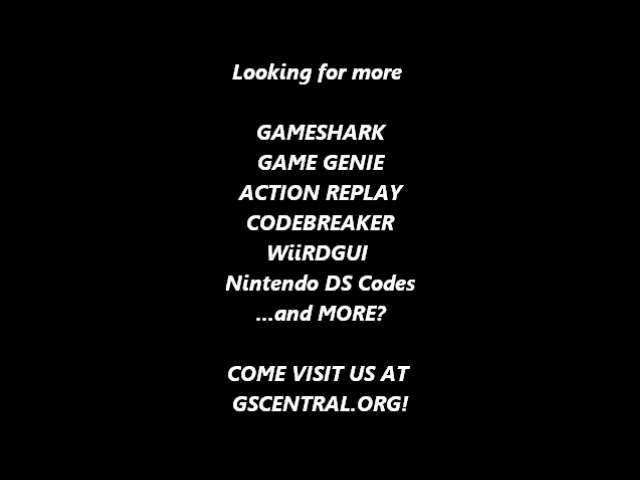 Looking for more
GAMESHARK
GAME GENIE
ACTION REPLAY
CODEBREAKER
WiiRDGUI
Nintendo DS Codes
...and MORE?
COME VISIT US AT
GSCENTRAL.ORG!